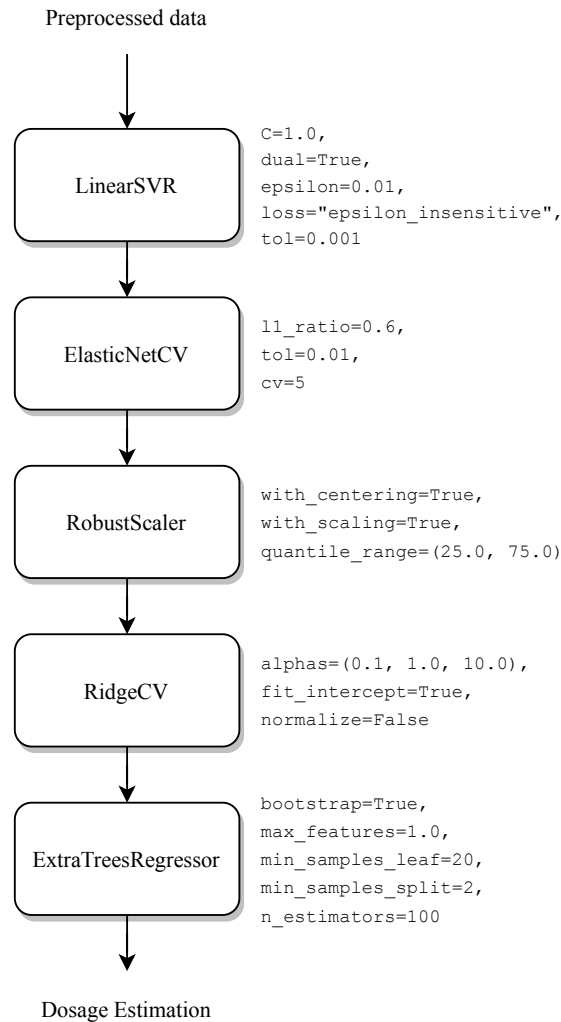 Preprocessed data
LinearSVR
C=1.0,
dual=True,
epsilon=0.01,
loss="epsilon_insensitive",
tol=0.001
ElasticNetCV
l1_ratio=0.6,
tol=0.01,
cv=5
RobustScaler
with_centering=True,
with_scaling=True,
quantile_range=(25.0, 75.0)
RidgeCV
alphas=(0.1, 1.0, 10.0),
fit_intercept=True,
normalize=False
ExtraTreesRegressor
bootstrap=True,
max_features=1.0,
min_samples_leaf=20,
min_samples_split=2,
n_estimators=100
Dosage Estimation